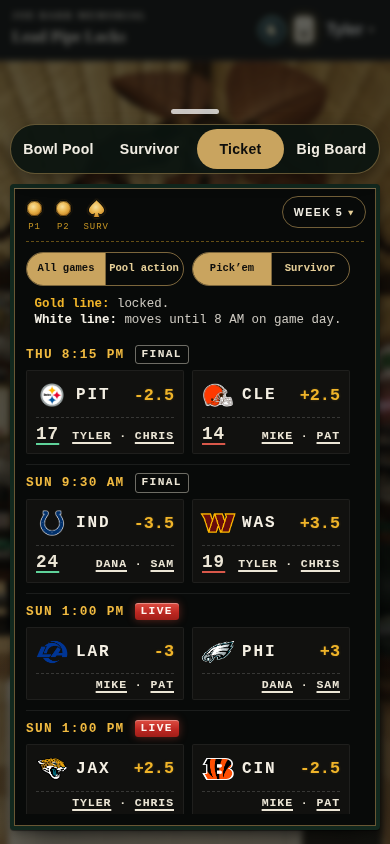 Lead Pipe Locks
Tyler
Bowl Pool Survivor Ticket Big Board
P1 P2 SURV
WEEK 5 ▾
All games Pool action Pick’em Survivor
Gold line: locked.
White line: moves until 8 AM on game day.
THU 8:15 PM FINAL
PIT -2.5 CLE +2.5
17 TYLER · CHRIS 14 MIKE · PAT
SUN 9:30 AM FINAL
IND -3.5 WAS +3.5
24 DANA · SAM 19 TYLER · CHRIS
SUN 1:00 PM LIVE
LAR -3 PHI +3
MIKE · PAT DANA · SAM
SUN 1:00 PM LIVE
JAX +2.5 CIN -2.5
TYLER · CHRIS MIKE · PAT